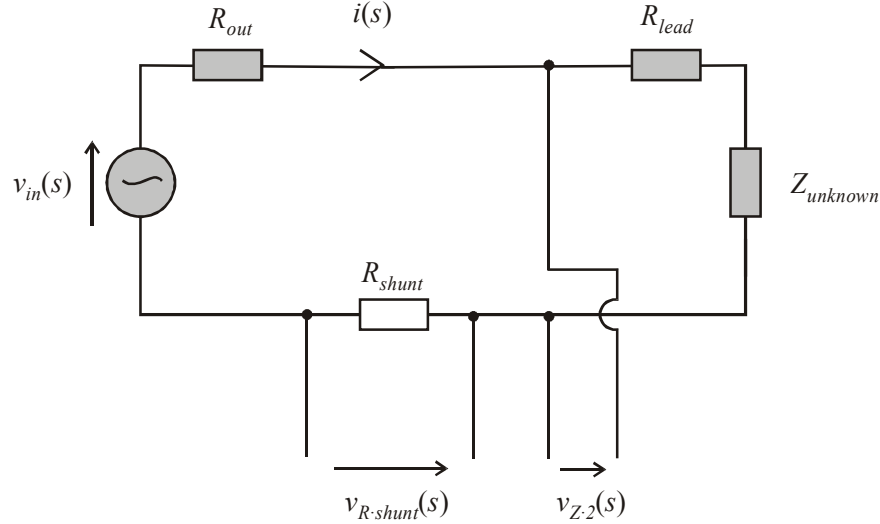 R_out
i(s)
R_lead
v_in(s)
Z_unknown
R_shunt
v_R·shunt(s)
v_Z·2(s)